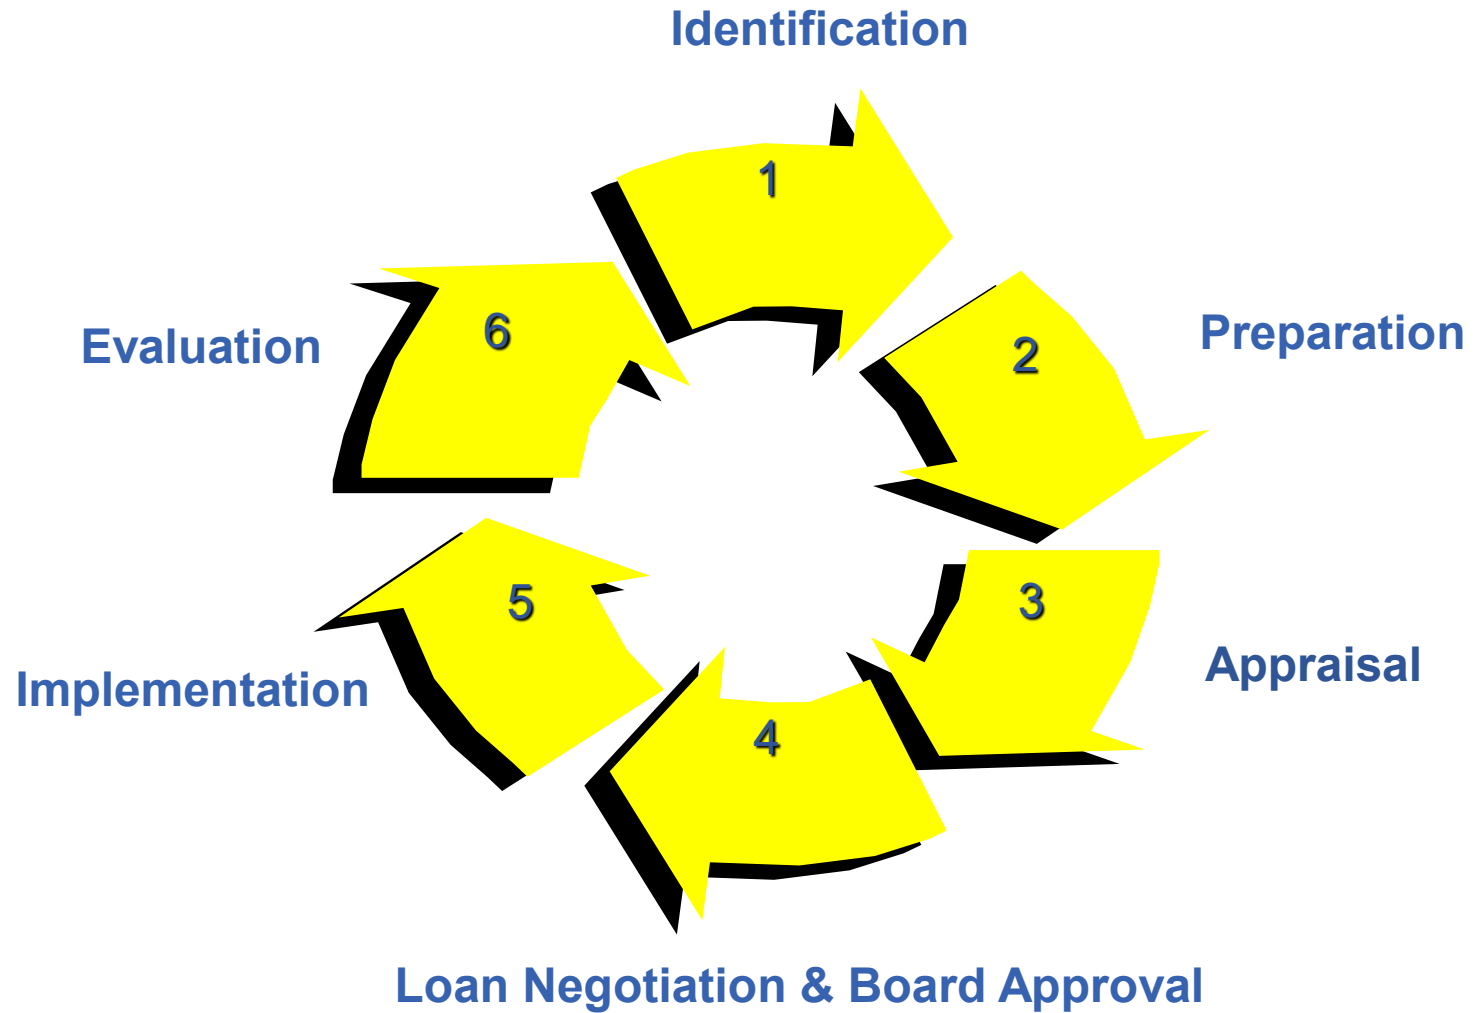 Identification
1
2
Preparation
3
Appraisal
4
Loan Negotiation & Board Approval
5
Implementation
6
Evaluation